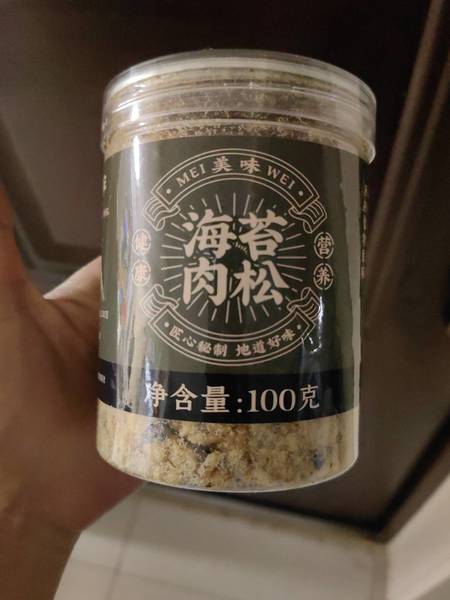 MEI 美味 WEI
健康
海苔
肉松
营养
·匠心秘制 地道好味·
净含量:100克